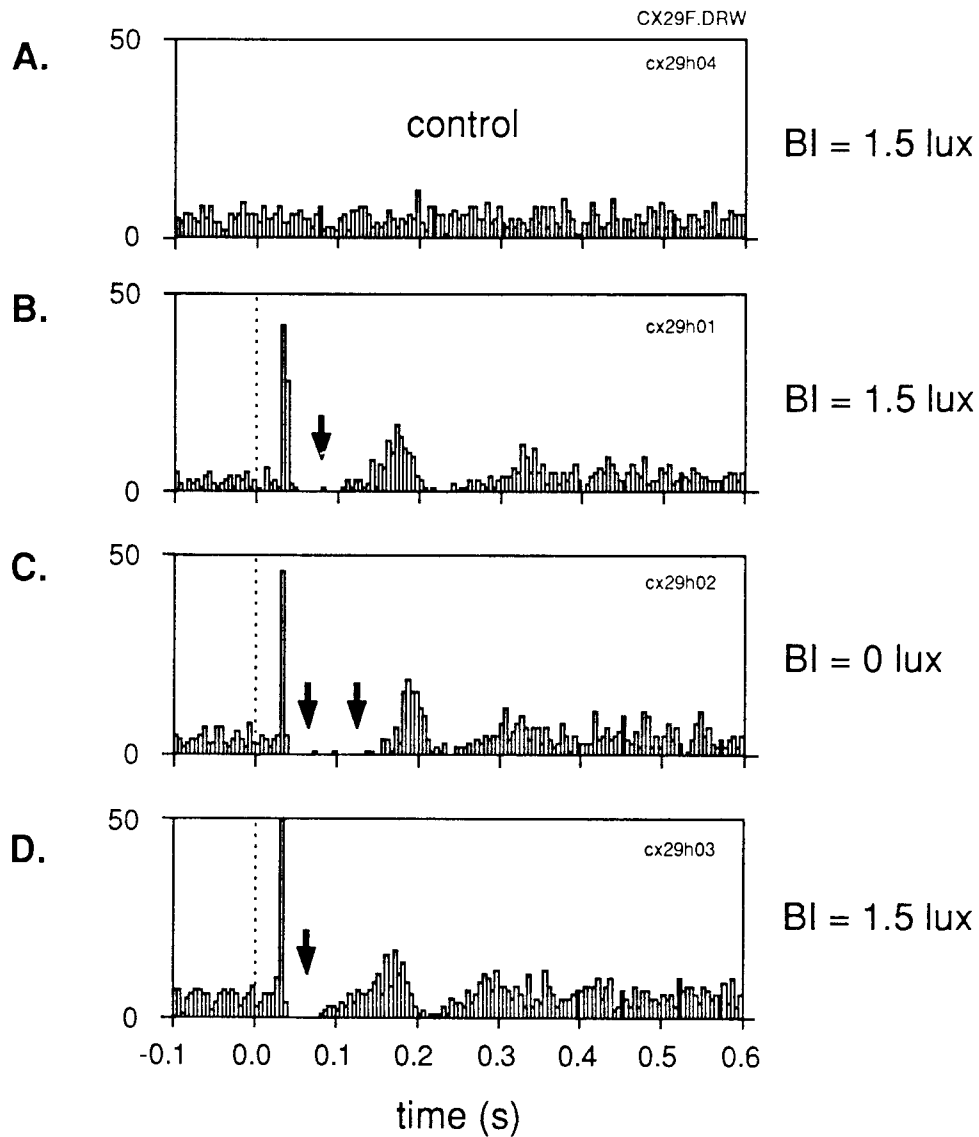 CX29F.DRW
A.
50
cx29h04
control
BI = 1.5 lux
0
B.
50
cx29h01
BI = 1.5 lux
0
C.
50
cx29h02
BI = 0 lux
0
D.
50
cx29h03
BI = 1.5 lux
0
-0.1 0.0 0.1 0.2 0.3 0.4 0.5 0.6
time (s)